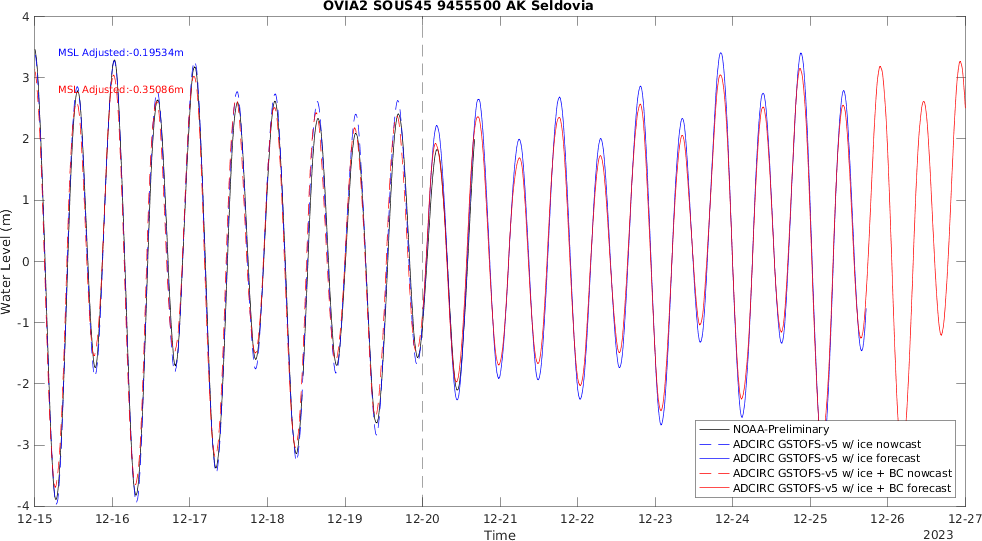 OVIA2 SOUS45 9455500 AK Seldovia
MSL Adjusted:-0.19534m
MSL Adjusted:-0.35086m
Water Level (m)
4
3
2
1
0
-1
-2
-3
-4
NOAA-Preliminary
ADCIRC GSTOFS-v5 w/ ice nowcast
ADCIRC GSTOFS-v5 w/ ice forecast
ADCIRC GSTOFS-v5 w/ ice + BC nowcast
ADCIRC GSTOFS-v5 w/ ice + BC forecast
12-15 12-16 12-17 12-18 12-19 12-20 12-21 12-22 12-23 12-24 12-25 12-26 12-27
Time
2023